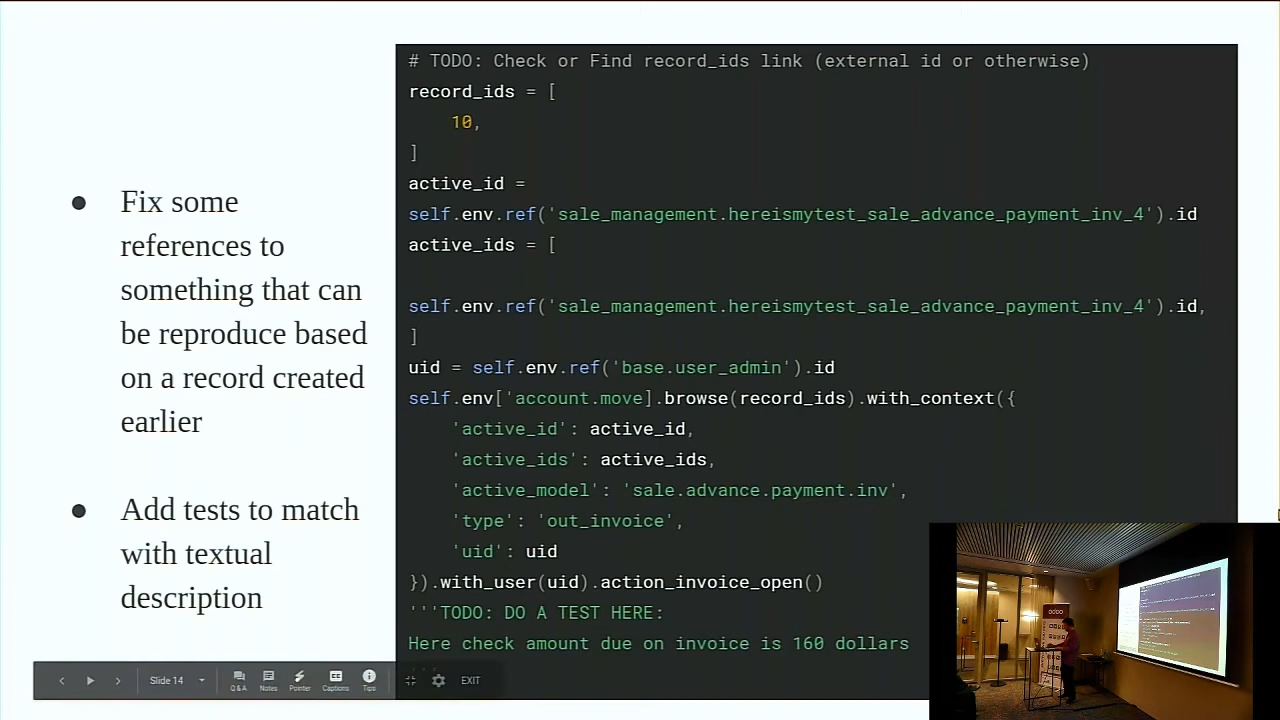 ● Fix some
references to
something that can
be reproduce based
on a record created
earlier
● Add tests to match
with textual
description
# TODO: Check or Find record_ids link (external id or otherwise)
record_ids = [
10,
]
active_id =
self.env.ref('sale_management.hereismytest_sale_advance_payment_inv_4').id
active_ids = [
self.env.ref('sale_management.hereismytest_sale_advance_payment_inv_4').id,
]
uid = self.env.ref('base.user_admin').id
self.env['account.move].browse(record_ids).with_context({
'active_id': active_id,
'active_ids': active_ids,
'active_model': 'sale.advance.payment.inv',
'type': 'out_invoice',
'uid': uid
}).with_user(uid).action_invoice_open()
'''TODO: DO A TEST HERE:
Here check amount due on invoice is 160 dollars
'''
Slide 14
Q & A
Notes
Pointer
Captions
Tips
EXIT
odoo